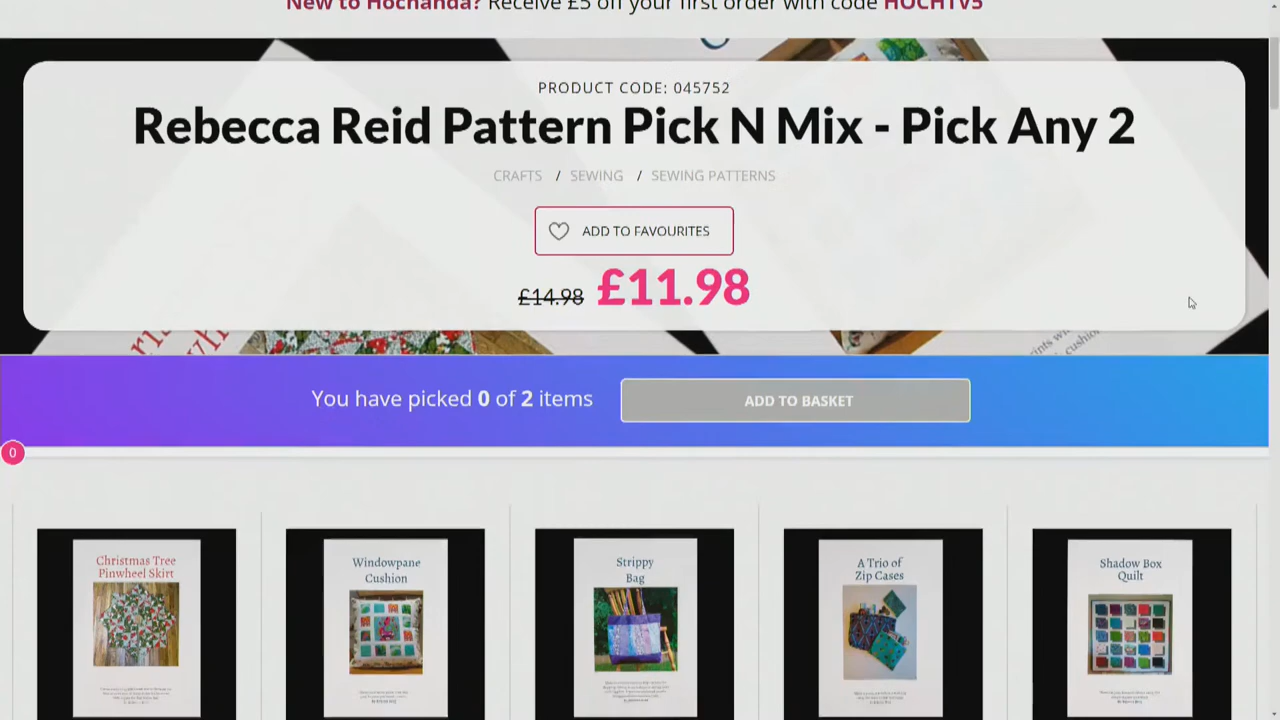 New to Hochanda? Receive £5 off your first order with code HOCHTV5
PRODUCT CODE: 045752
Rebecca Reid Pattern Pick N Mix - Pick Any 2
CRAFTS / SEWING / SEWING PATTERNS
ADD TO FAVOURITES
£14.98 £11.98
You have picked 0 of 2 items
ADD TO BASKET
0
Christmas Tree
Pinwheel Skirt
Windowpane
Cushion
Strippy
Bag
A Trio of
Zip Cases
Shadow Box
Quilt